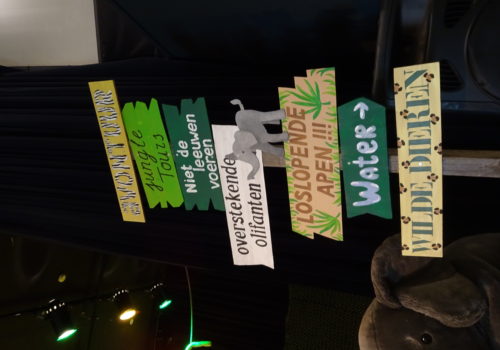 Jungle
Tours
Niet de
leeuwen
voeren
overstekende
olifanten
LOSLOPENDE
APEN !!!
Water →
WILDE DIEREN